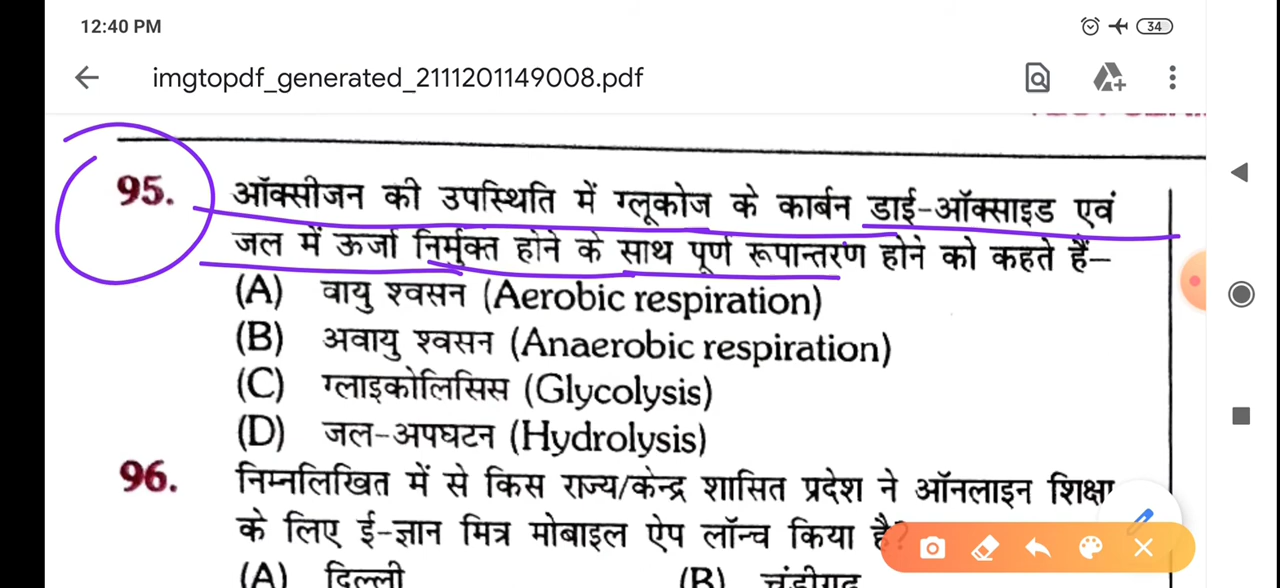 12:40 PM
34
imgtopdf_generated_2111201149008.pdf
95. ऑक्सीजन की उपस्थिति में ग्लूकोज के कार्बन डाई-ऑक्साइड एवं
जल में ऊर्जा निर्मुक्त होने के साथ पूर्ण रूपान्तरण होने को कहते हैं–
(A) वायु श्वसन (Aerobic respiration)
(B) अवायु श्वसन (Anaerobic respiration)
(C) ग्लाइकोलिसिस (Glycolysis)
(D) जल-अपघटन (Hydrolysis)
96. निम्नलिखित में से किस राज्य/केन्द्र शासित प्रदेश ने ऑनलाइन शिक्षा
के लिए ई-ज्ञान मित्र मोबाइल ऐप लॉन्च किया है?
(A) दिल्ली (B) चंडीगढ़